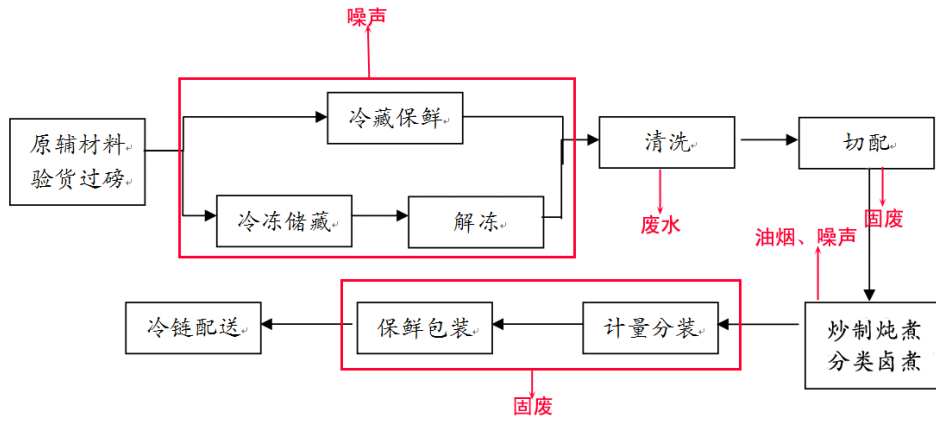 噪声
冷藏保鲜
原辅材料
验货过磅
清洗
切配
冷冻储藏
解冻
废水
固废
油烟、噪声
冷链配送
保鲜包装
计量分装
炒制炖煮
分类卤煮
固废